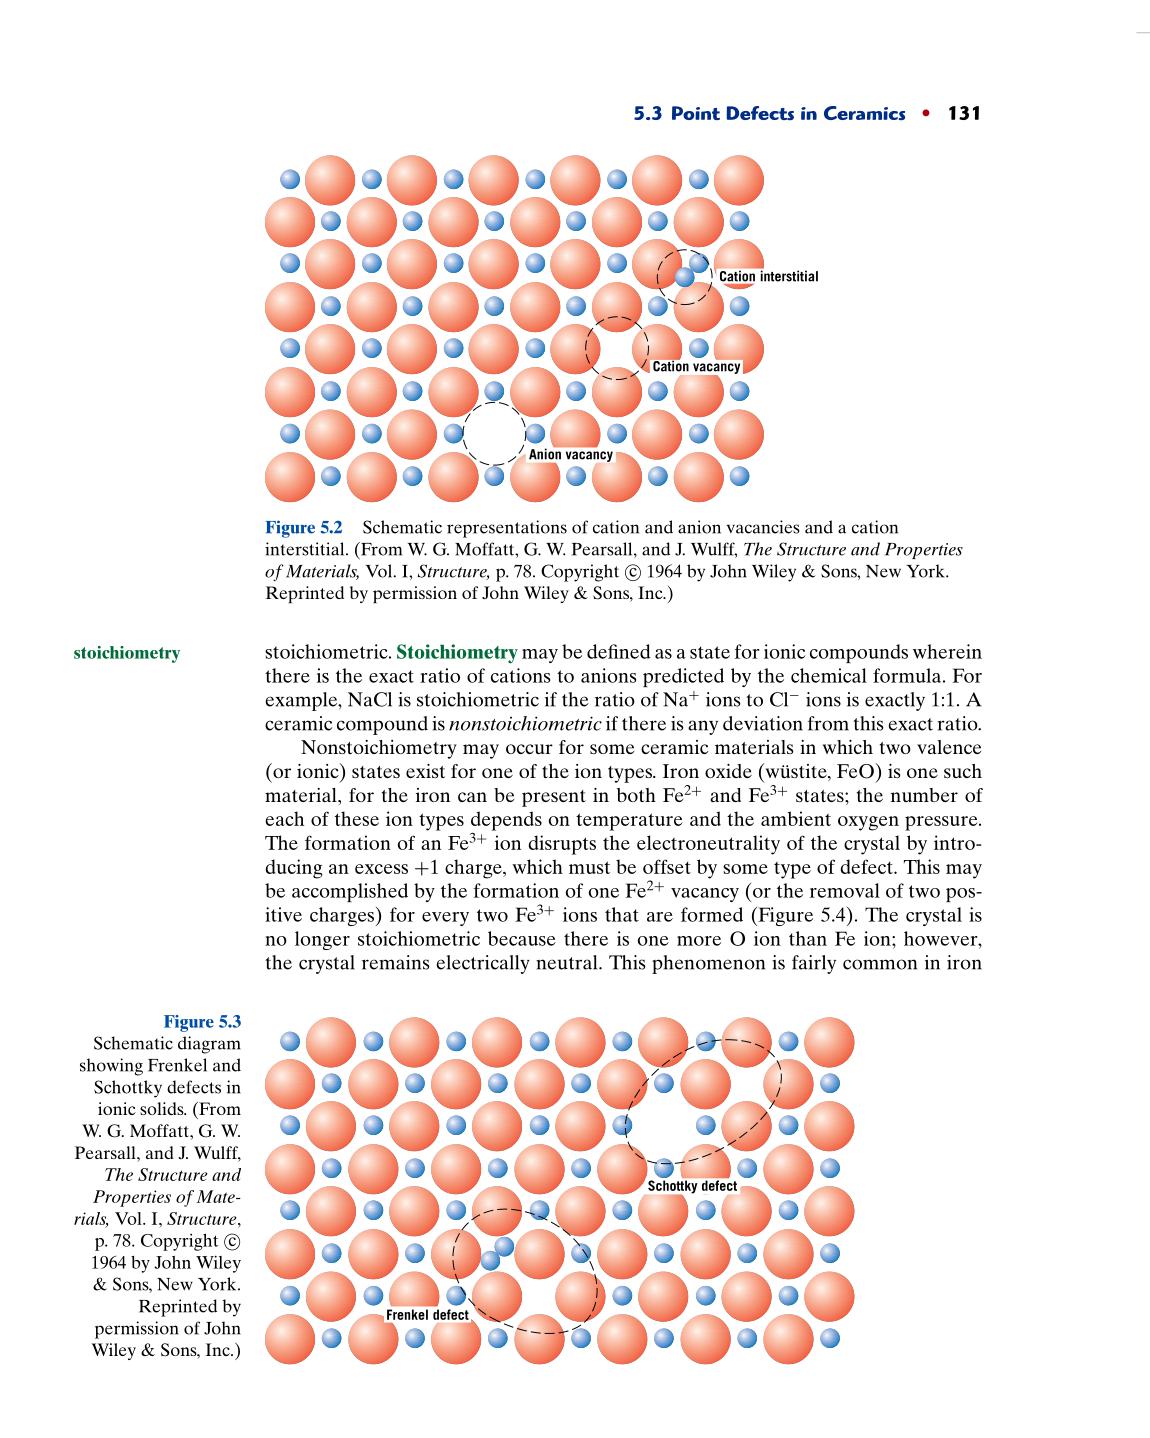 5.3 Point Defects in Ceramics • 131
Cation interstitial
Cation vacancy
Anion vacancy
Figure 5.2 Schematic representations of cation and anion vacancies and a cation
interstitial. (From W. G. Moffatt, G. W. Pearsall, and J. Wulff, The Structure and Properties
of Materials, Vol. I, Structure, p. 78. Copyright © 1964 by John Wiley & Sons, New York.
Reprinted by permission of John Wiley & Sons, Inc.)
stoichiometry
stoichiometric. Stoichiometry may be defined as a state for ionic compounds wherein
there is the exact ratio of cations to anions predicted by the chemical formula. For
example, NaCl is stoichiometric if the ratio of Na⁺ ions to Cl⁻ ions is exactly 1:1. A
ceramic compound is nonstoichiometric if there is any deviation from this exact ratio.
Nonstoichiometry may occur for some ceramic materials in which two valence
(or ionic) states exist for one of the ion types. Iron oxide (wüstite, FeO) is one such
material, for the iron can be present in both Fe²⁺ and Fe³⁺ states; the number of
each of these ion types depends on temperature and the ambient oxygen pressure.
The formation of an Fe³⁺ ion disrupts the electroneutrality of the crystal by intro-
ducing an excess +1 charge, which must be offset by some type of defect. This may
be accomplished by the formation of one Fe²⁺ vacancy (or the removal of two pos-
itive charges) for every two Fe³⁺ ions that are formed (Figure 5.4). The crystal is
no longer stoichiometric because there is one more O ion than Fe ion; however,
the crystal remains electrically neutral. This phenomenon is fairly common in iron
Figure 5.3
Schematic diagram
showing Frenkel and
Schottky defects in
ionic solids. (From
W. G. Moffatt, G. W.
Pearsall, and J. Wulff,
The Structure and
Properties of Mate-
rials, Vol. I, Structure,
p. 78. Copyright ©
1964 by John Wiley
& Sons, New York.
Reprinted by
permission of John
Wiley & Sons, Inc.)
Schottky defect
Frenkel defect